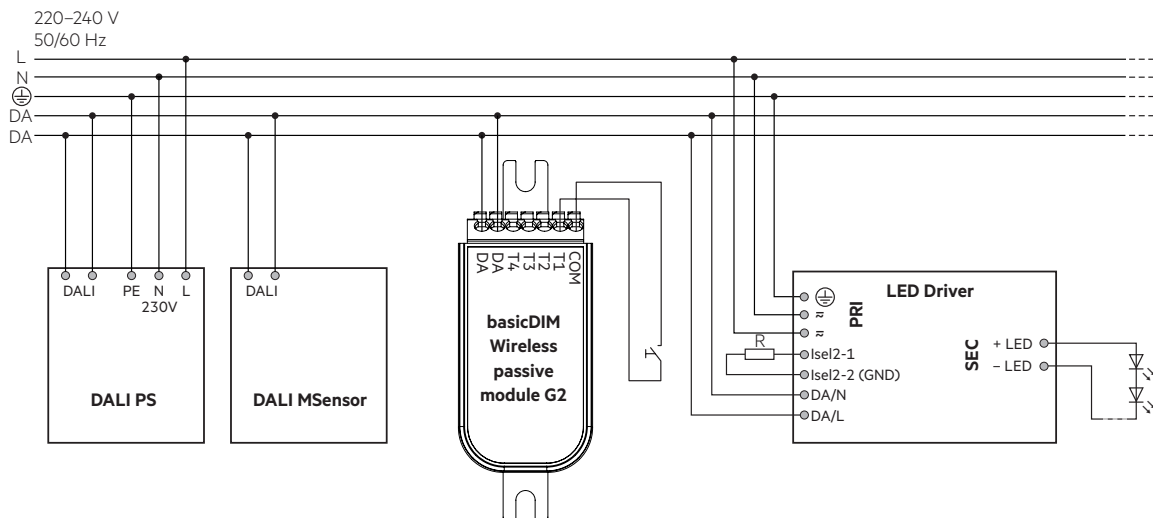 220–240 V
50/60 Hz
L
N
DA
DA
DALI PE N L
230V
DALI PS
DALI
DALI MSensor
DA DA T4 T3 T2 T1 COM
basicDIM
Wireless
passive
module G2
LED Driver
PRI
R
Isel2-1
Isel2-2 (GND)
DA/N
DA/L
SEC
+ LED
– LED